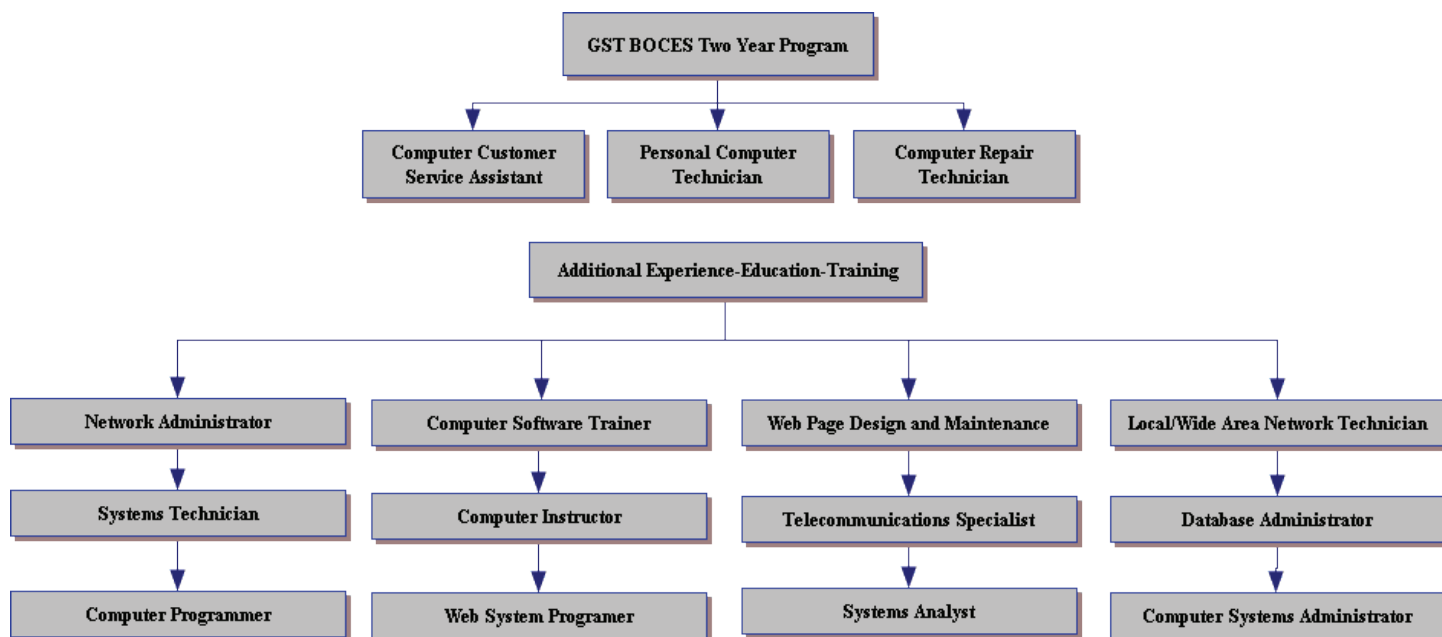 GST BOCES Two Year Program
Computer Customer
Service Assistant
Personal Computer
Technician
Computer Repair
Technician
Additional Experience-Education-Training
Network Administrator
Computer Software Trainer
Web Page Design and Maintenance
Local/Wide Area Network Technician
Systems Technician
Computer Instructor
Telecommunications Specialist
Database Administrator
Computer Programmer
Web System Programer
Systems Analyst
Computer Systems Administrator